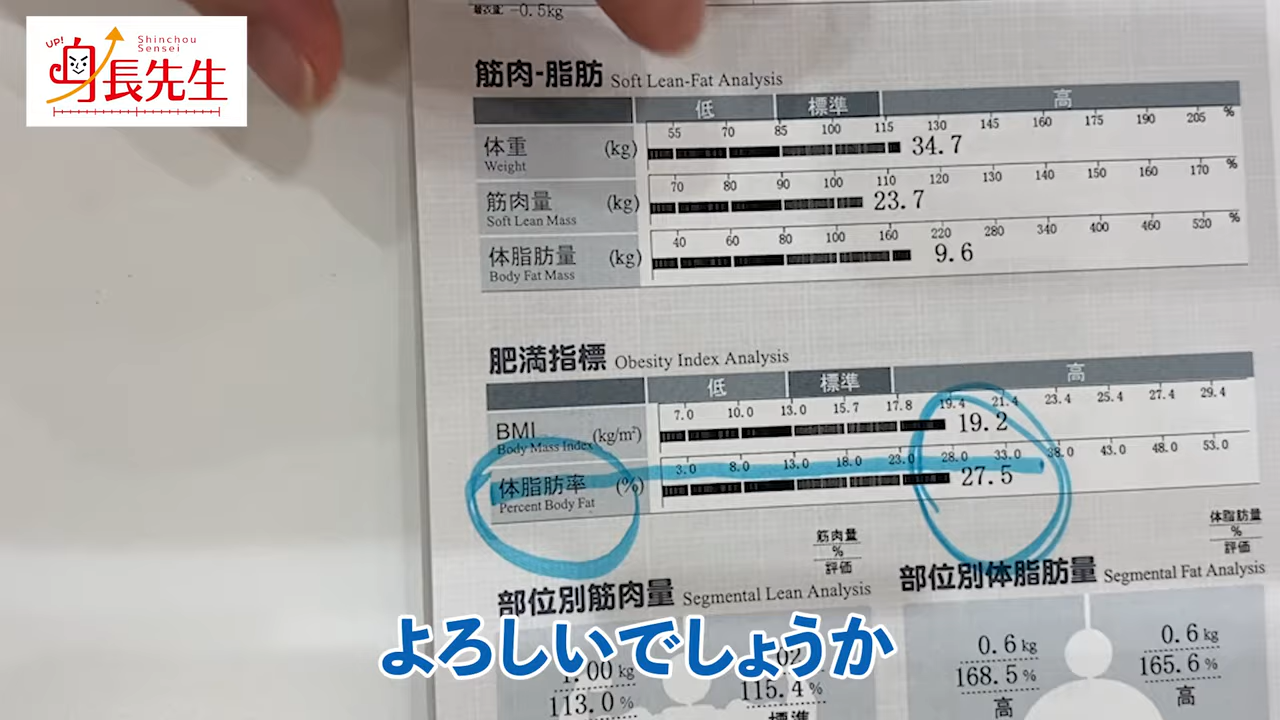 UP!
Shinchou
Sensei
身長先生
着衣量 -0.5kg
筋肉-脂肪 Soft Lean-Fat Analysis
低 標準 高
55 70 85 100 115 130 145 160 175 190 205 %
体重 (kg) 34.7
Weight
70 80 90 100 110 120 130 140 150 160 170 %
筋肉量 (kg) 23.7
Soft Lean Mass
40 60 80 100 160 220 280 340 400 460 520 %
体脂肪量 (kg) 9.6
Body Fat Mass
肥満指標 Obesity Index Analysis
低 標準 高
7.0 10.0 13.0 15.7 17.8 19.4 21.4 23.4 25.4 27.4 29.4
BMI (kg/m²) 19.2
Body Mass Index
3.0 8.0 13.0 18.0 23.0 28.0 33.0 38.0 43.0 48.0 53.0
体脂肪率 (%) 27.5
Percent Body Fat
筋肉量
%
評価
体脂肪量
%
評価
部位別筋肉量 Segmental Lean Analysis
部位別体脂肪量 Segmental Fat Analysis
よろしいでしょうか
1.00 kg
113.0 %
02
115.4 %
標準
0.6 kg
168.5 %
高
0.6 kg
165.6 %
高